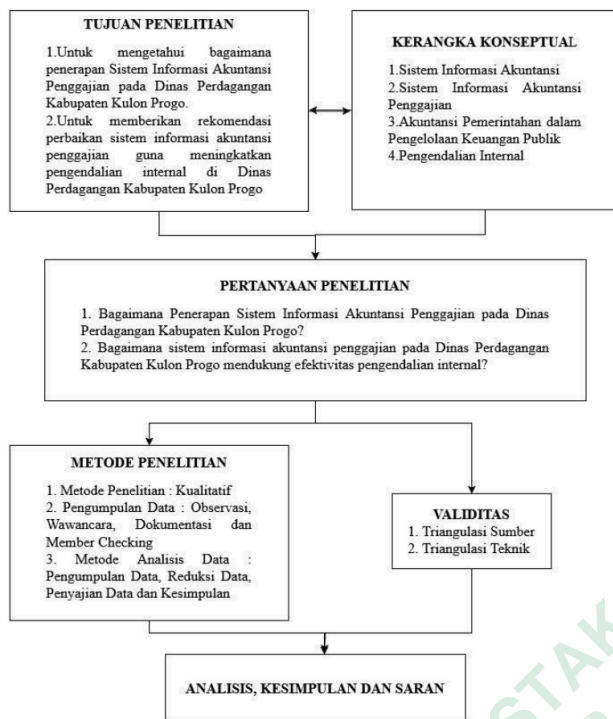 TUJUAN PENELITIAN
1.Untuk mengetahui bagaimana
penerapan Sistem Informasi Akuntansi
Penggajian pada Dinas Perdagangan
Kabupaten Kulon Progo.
2.Untuk memberikan rekomendasi
perbaikan sistem informasi akuntansi
penggajian guna meningkatkan
pengendalian internal di Dinas
Perdagangan Kabupaten Kulon Progo
KERANGKA KONSEPTUAL
1.Sistem Informasi Akuntansi
2.Sistem Informasi Akuntansi
Penggajian
3.Akuntansi Pemerintahan dalam
Pengelolaan Keuangan Publik
4.Pengendalian Internal
PERTANYAAN PENELITIAN
1. Bagaimana Penerapan Sistem Informasi Akuntansi Penggajian pada Dinas
Perdagangan Kabupaten Kulon Progo?
2. Bagaimana sistem informasi akuntansi penggajian pada Dinas Perdagangan
Kabupaten Kulon Progo mendukung efektivitas pengendalian internal?
METODE PENELITIAN
1. Metode Penelitian : Kualitatif
2. Pengumpulan Data : Observasi,
Wawancara, Dokumentasi dan
Member Checking
3. Metode Analisis Data :
Pengumpulan Data, Reduksi Data,
Penyajian Data dan Kesimpulan
VALIDITAS
1. Triangulasi Sumber
2. Triangulasi Teknik
ANALISIS, KESIMPULAN DAN SARAN